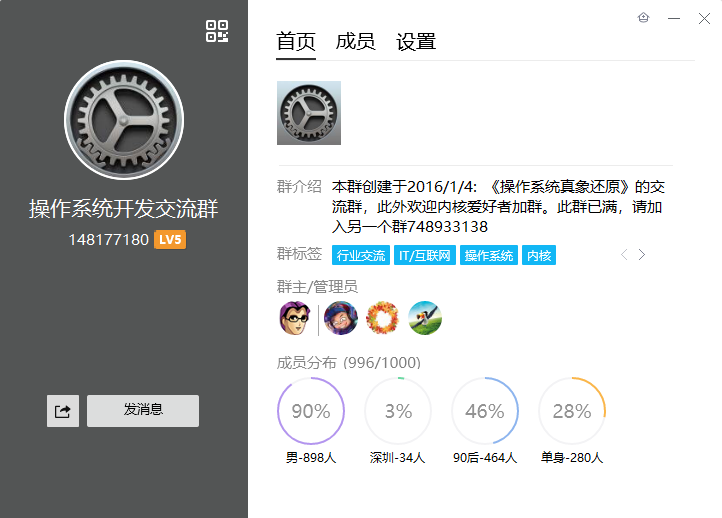 首页 成员 设置
操作系统开发交流群
148177180 LV5
发消息
群介绍 本群创建于2016/1/4: 《操作系统真象还原》的交
流群，此外欢迎内核爱好者加群。此群已满，请加
入另一个群748933138
群标签 行业交流 IT/互联网 操作系统 内核
群主/管理员
成员分布 (996/1000)
90% 3% 46% 28%
男-898人 深圳-34人 90后-464人 单身-280人